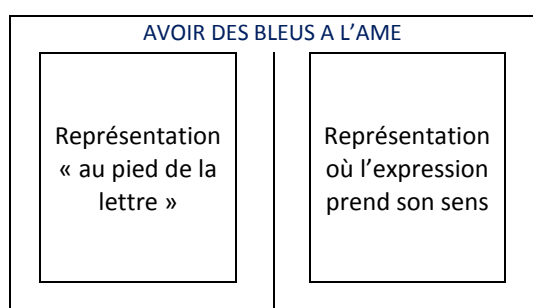 AVOIR DES BLEUS A L’AME
Représentation
« au pied de la
lettre »
Représentation
où l’expression
prend son sens